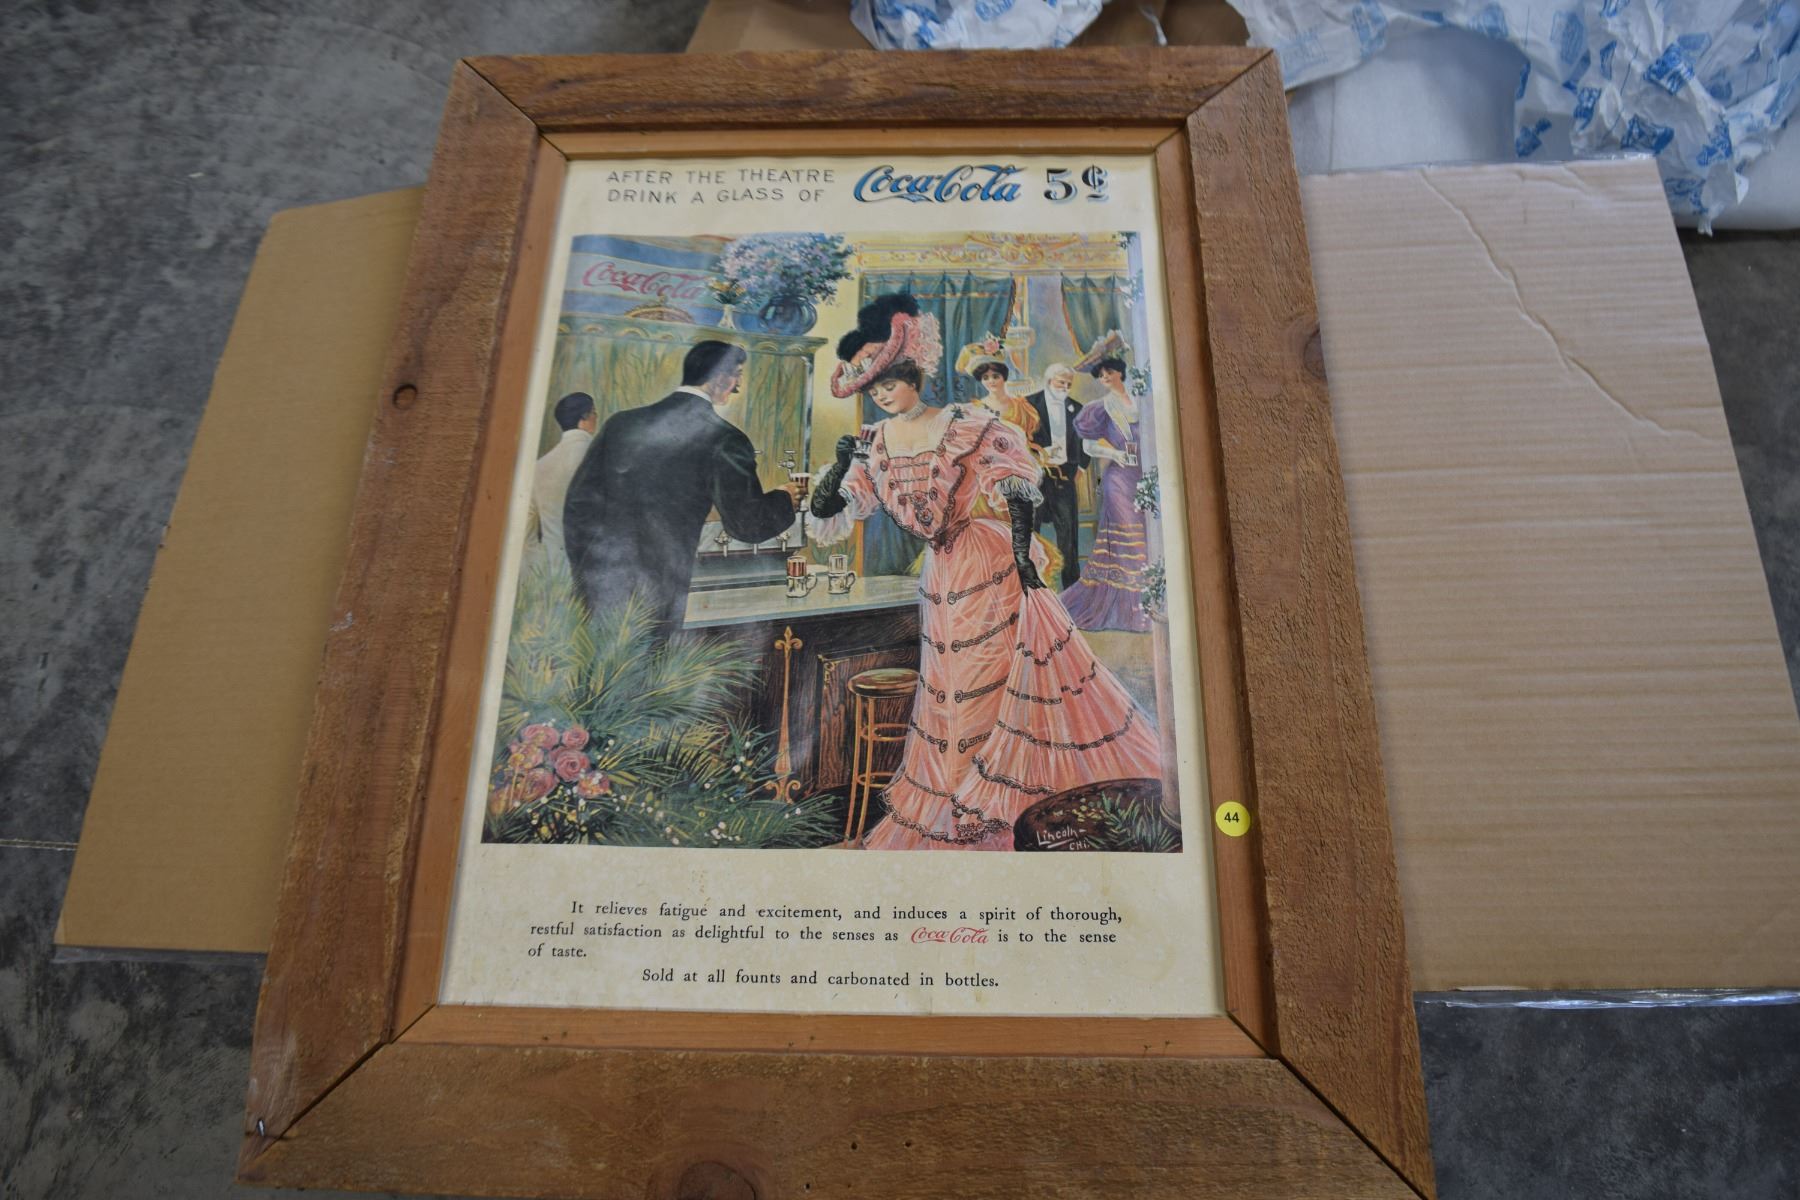 AFTER THE THEATRE
DRINK A GLASS OF Coca-Cola 5¢
Coca-Cola
Lincoln-
CHI.
44
It relieves fatigue and excitement, and induces a spirit of thorough,
restful satisfaction as delightful to the senses as Coca-Cola is to the sense
of taste.
Sold at all founts and carbonated in bottles.